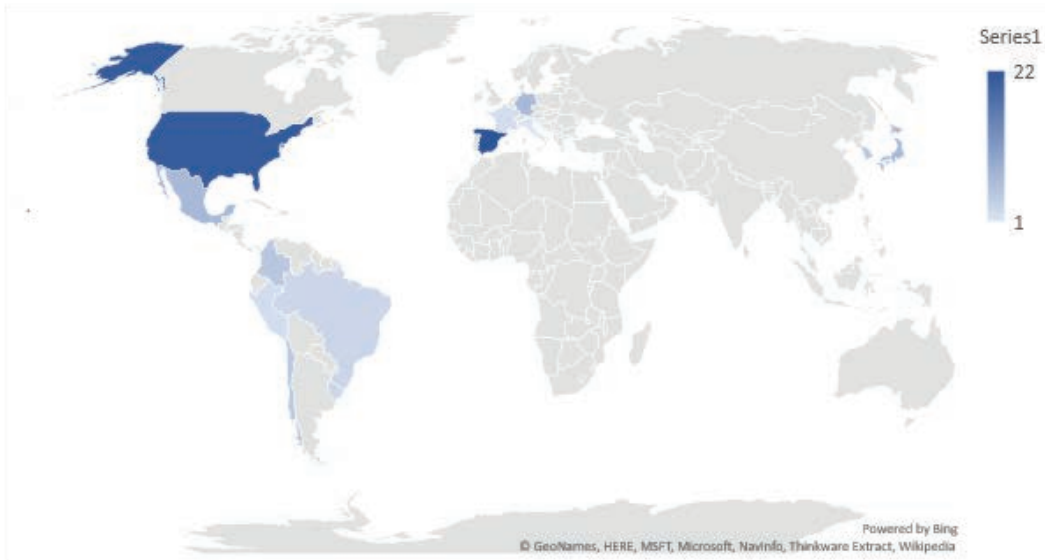 Series1
22
1
Powered by Bing
© GeoNames, HERE, MSFT, Microsoft, NavInfo, Thinkware Extract, Wikipedia